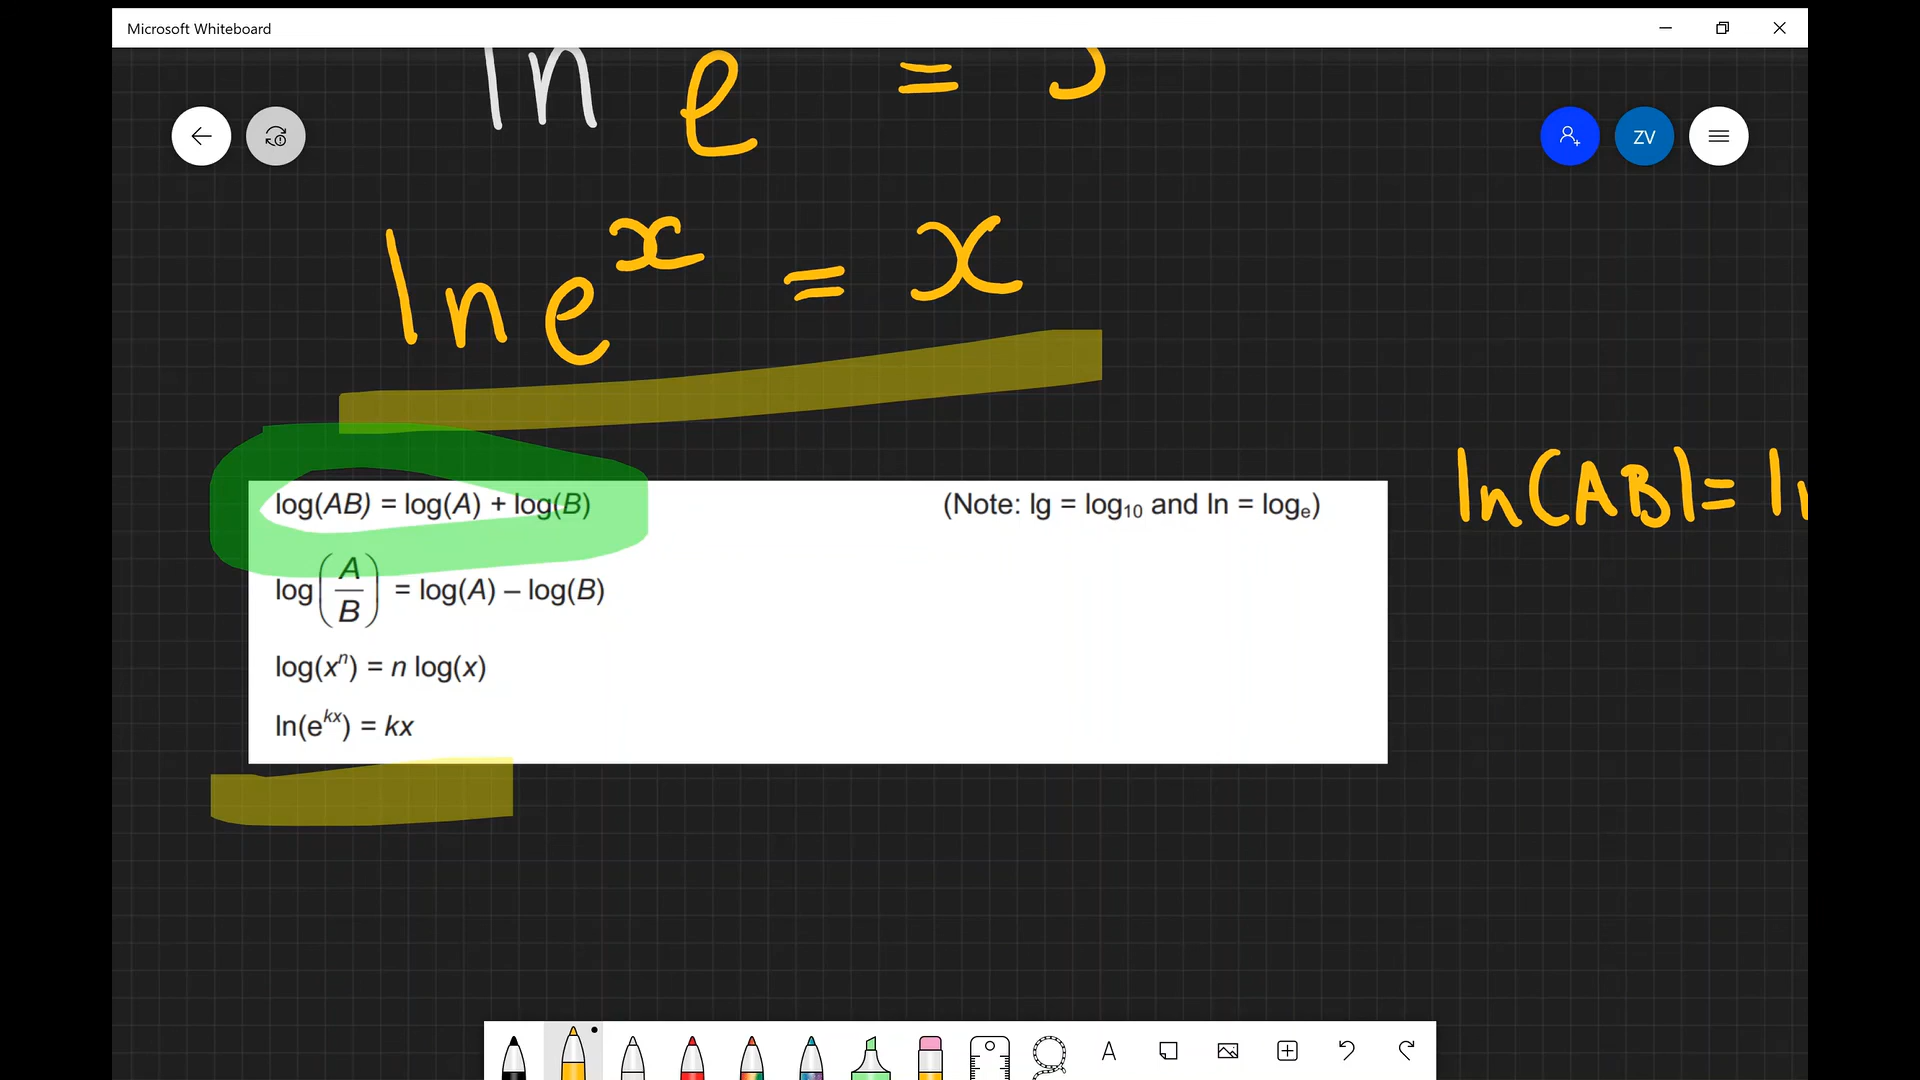 Microsoft Whiteboard
ln e =
ZV
ln e^x = x
log(AB) = log(A) + log(B) (Note: lg = log₁₀ and ln = logₑ)
ln(AB) = l
log(A/B) = log(A) – log(B)
log(xⁿ) = n log(x)
ln(e^kx) = kx
A